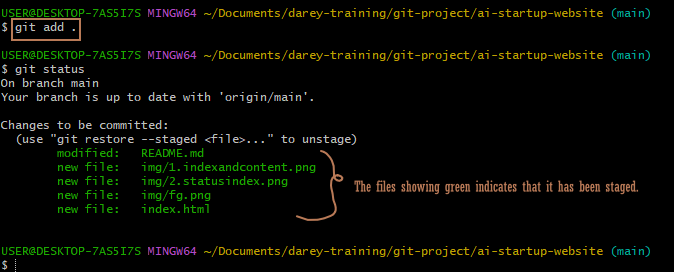 USER@DESKTOP-7AS5I7S MINGW64 ~/Documents/darey-training/git-project/ai-startup-website (main)
$ git add .
USER@DESKTOP-7AS5I7S MINGW64 ~/Documents/darey-training/git-project/ai-startup-website (main)
$ git status
On branch main
Your branch is up to date with 'origin/main'.
Changes to be committed:
(use "git restore --staged <file>..." to unstage)
modified: README.md
new file: img/1.indexandcontent.png
new file: img/2.statusindex.png
new file: img/fg.png
new file: index.html
The files showing green indicates that it has been staged.
USER@DESKTOP-7AS5I7S MINGW64 ~/Documents/darey-training/git-project/ai-startup-website (main)
$